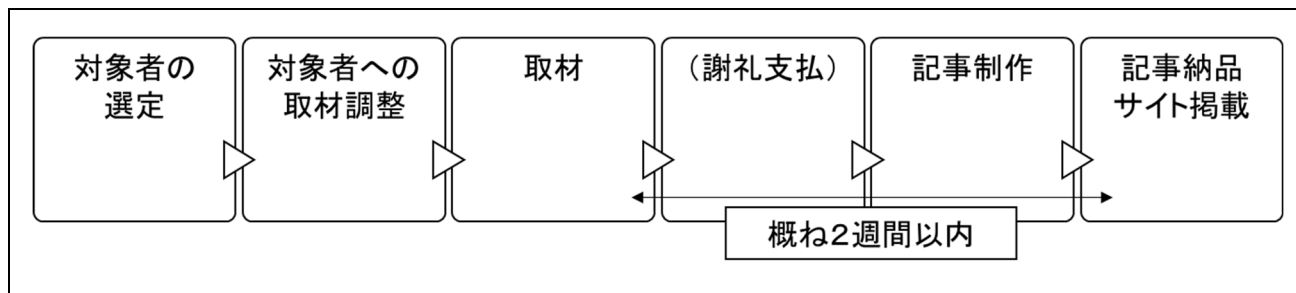 対象者の
選定
対象者への
取材調整
取材
（謝礼支払）
記事制作
記事納品
サイト掲載
概ね２週間以内